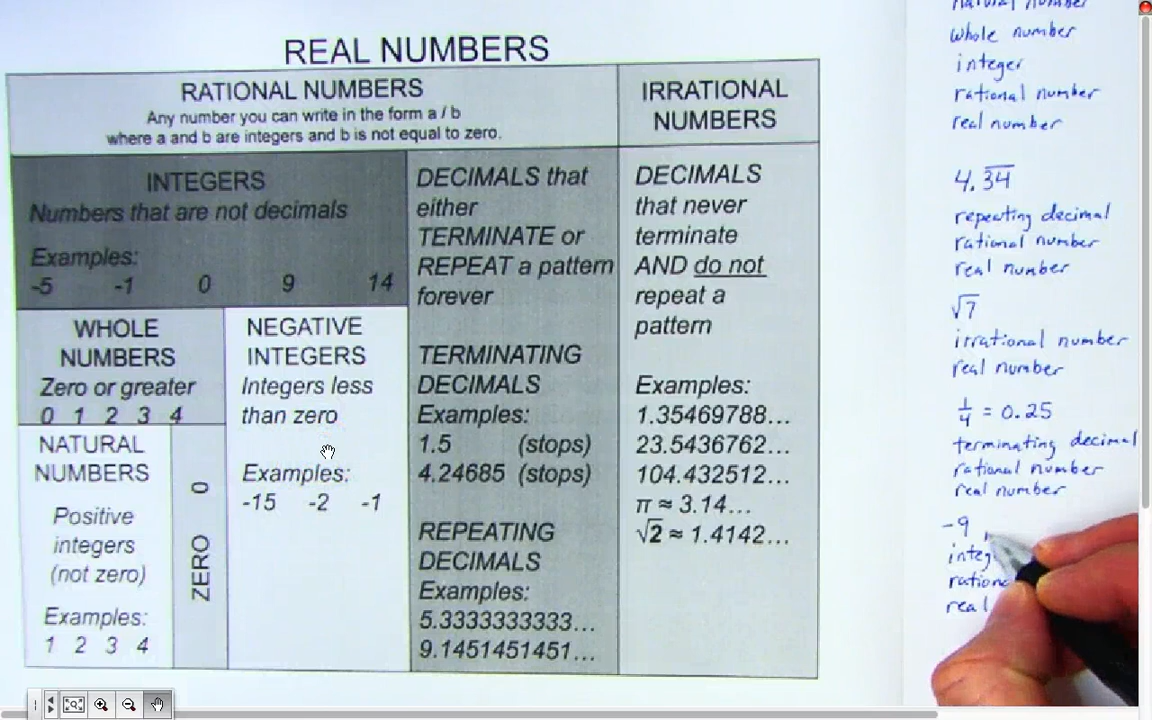 REAL NUMBERS
RATIONAL NUMBERS
Any number you can write in the form a / b
where a and b are integers and b is not equal to zero.
IRRATIONAL
NUMBERS
INTEGERS
Numbers that are not decimals
Examples:
-5 -1 0 9 14
WHOLE
NUMBERS
Zero or greater
0 1 2 3 4
NATURAL
NUMBERS
Positive
integers
(not zero)
Examples:
1 2 3 4
ZERO 0
NEGATIVE
INTEGERS
Integers less
than zero
Examples:
-15 -2 -1
DECIMALS that
either
TERMINATE or
REPEAT a pattern
forever
TERMINATING
DECIMALS
Examples:
1.5 (stops)
4.24685 (stops)
REPEATING
DECIMALS
Examples:
5.3333333333...
9.1451451451...
DECIMALS
that never
terminate
AND do not
repeat a
pattern
Examples:
1.35469788...
23.5436762...
104.432512...
π ≈ 3.14...
√2 ≈ 1.4142...
natural number
whole number
integer
rational number
real number
4.3̅4̅
repeating decimal
rational number
real number
√7
irrational number
real number
1/4 = 0.25
terminating decimal
rational number
real number
-9
real